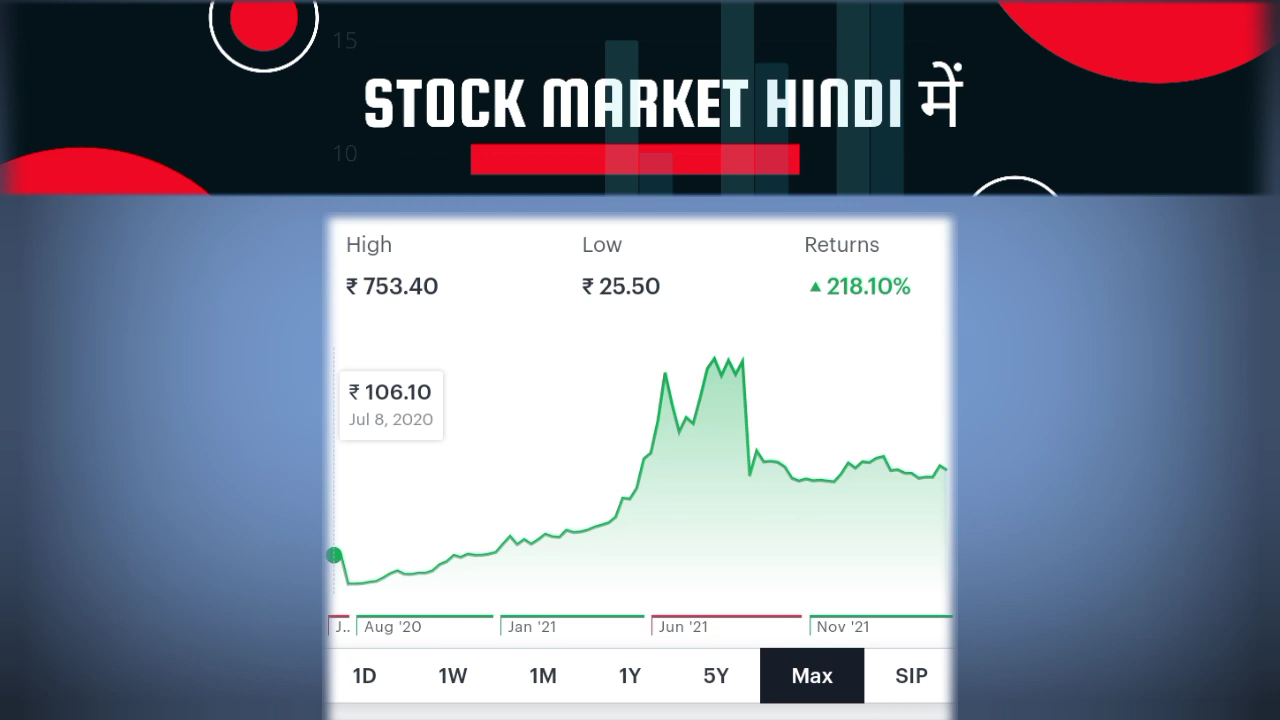 15
STOCK MARKET HINDI में
10
High Low Returns
₹ 753.40 ₹ 25.50 ▲ 218.10%
₹ 106.10
Jul 8, 2020
J.. Aug '20 Jan '21 Jun '21 Nov '21
1D 1W 1M 1Y 5Y Max SIP